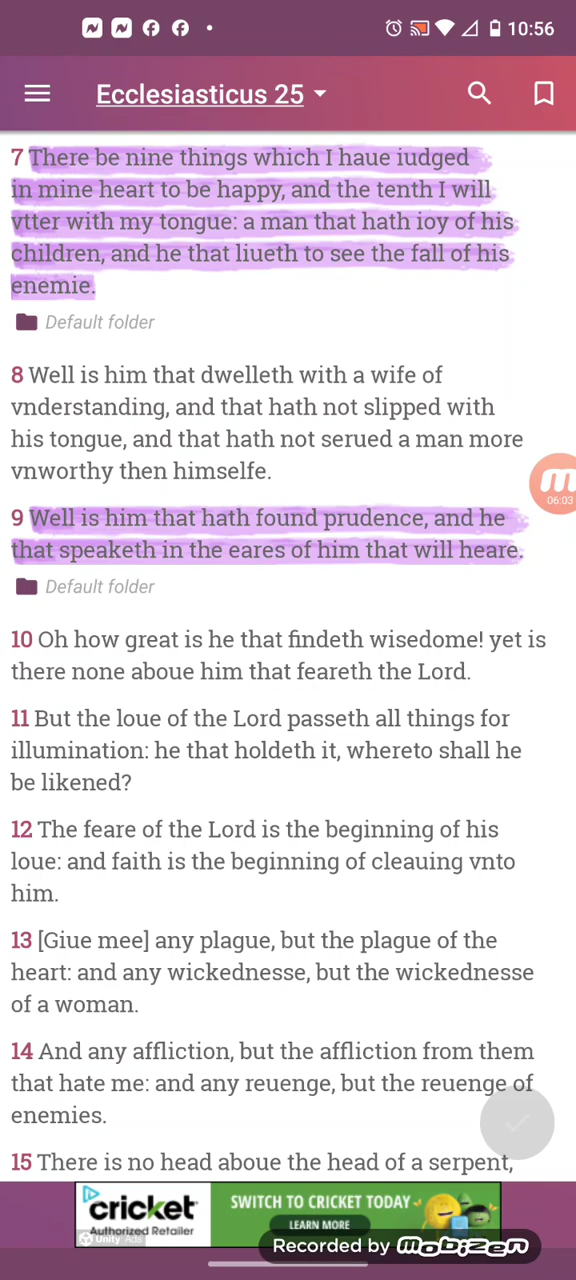 10:56
Ecclesiasticus 25
7 There be nine things which I haue iudged
in mine heart to be happy, and the tenth I will
vtter with my tongue: a man that hath ioy of his
children, and he that liueth to see the fall of his
enemie.
Default folder
8 Well is him that dwelleth with a wife of
vnderstanding, and that hath not slipped with
his tongue, and that hath not serued a man more
vnworthy then himselfe.
06:03
9 Well is him that hath found prudence, and he
that speaketh in the eares of him that will heare.
Default folder
10 Oh how great is he that findeth wisedome! yet is
there none aboue him that feareth the Lord.
11 But the loue of the Lord passeth all things for
illumination: he that holdeth it, whereto shall he
be likened?
12 The feare of the Lord is the beginning of his
loue: and faith is the beginning of cleauing vnto
him.
13 [Giue mee] any plague, but the plague of the
heart: and any wickednesse, but the wickednesse
of a woman.
14 And any affliction, but the affliction from them
that hate me: and any reuenge, but the reuenge of
enemies.
15 There is no head aboue the head of a serpent,
cricket
Authorized Retailer
SWITCH TO CRICKET TODAY
LEARN MORE
Unity Ads
Recorded by mobizen